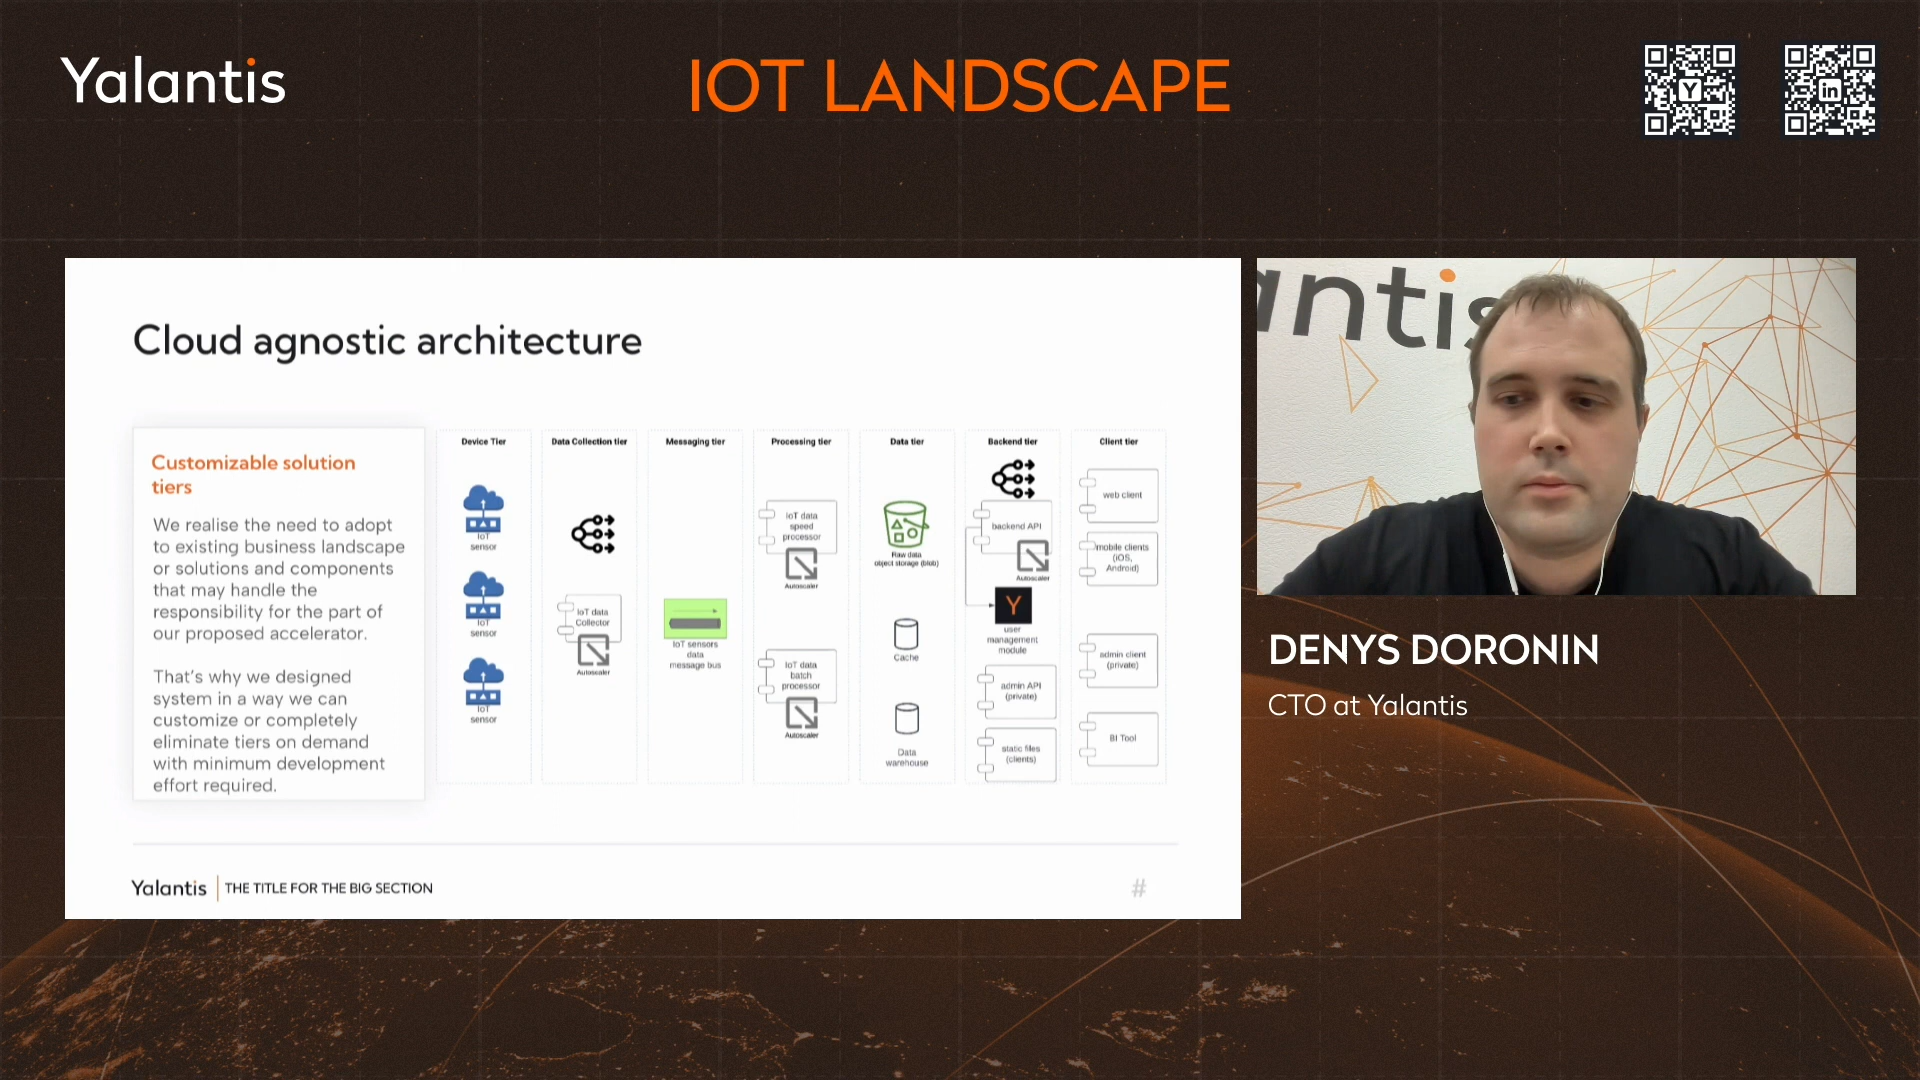 Yalantis
IOT LANDSCAPE
Y
in
Cloud agnostic architecture
Customizable solution
tiers
We realise the need to adopt
to existing business landscape
or solutions and components
that may handle the
responsibility for the part of
our proposed accelerator.
That's why we designed
system in a way we can
customize or completely
eliminate tiers on demand
with minimum development
effort required.
Device Tier
IoT
sensor
IoT
sensor
IoT
sensor
Data Collection tier
IoT data
Collector
Autoscaler
Messaging tier
IoT sensors
data
message bus
Processing tier
IoT data
speed
processor
Autoscaler
IoT data
batch
processor
Autoscaler
Data tier
Raw data
object storage (blob)
Cache
Data
warehouse
Backend tier
backend API
Autoscaler
Y
user
management
module
admin API
(private)
static files
(clients)
Client tier
web client
mobile clients
(iOS,
Android)
admin client
(private)
BI Tool
Yalantis
THE TITLE FOR THE BIG SECTION
#
antis
DENYS DORONIN
CTO at Yalantis